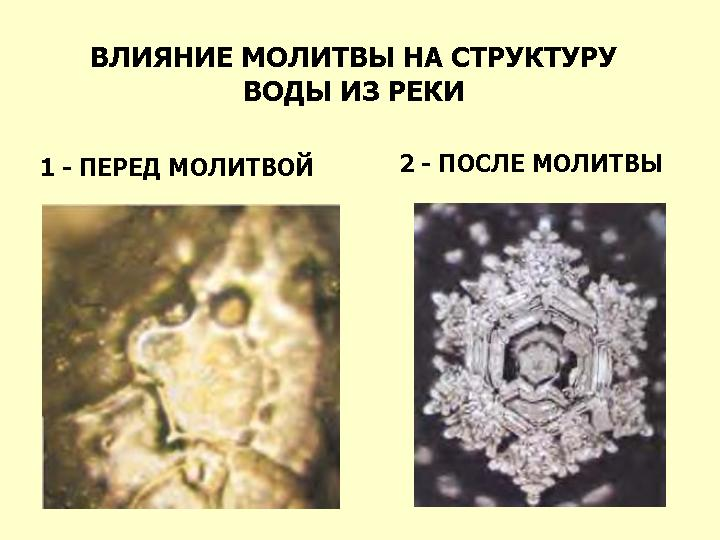 ВЛИЯНИЕ МОЛИТВЫ НА СТРУКТУРУ
ВОДЫ ИЗ РЕКИ
1 - ПЕРЕД МОЛИТВОЙ
2 - ПОСЛЕ МОЛИТВЫ